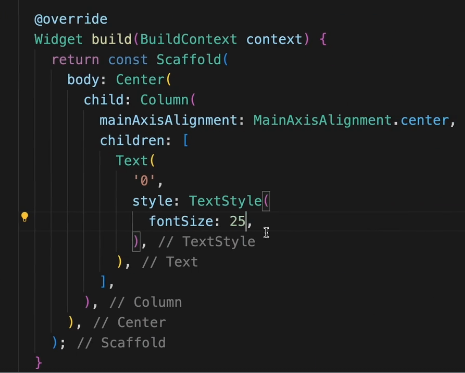 @override
Widget build(BuildContext context) {
return const Scaffold(
body: Center(
child: Column(
mainAxisAlignment: MainAxisAlignment.center,
children: [
Text(
'0',
style: TextStyle(
fontSize: 25,
), // TextStyle
), // Text
],
), // Column
), // Center
); // Scaffold
}